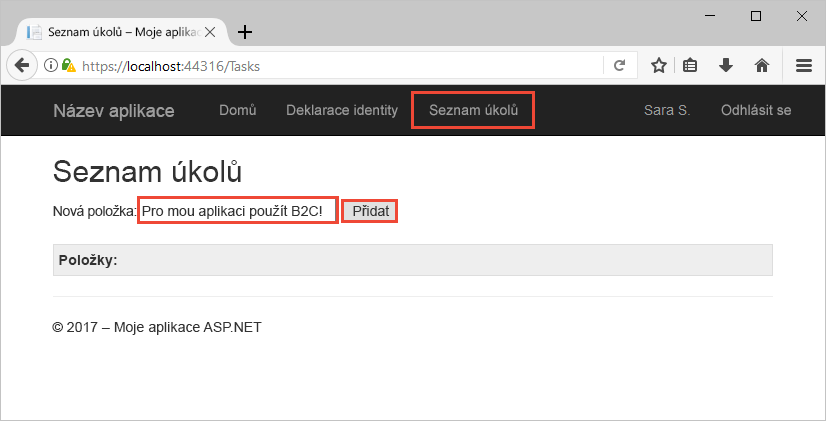 Seznam úkolů – Moje aplikac
https://localhost:44316/Tasks
Název aplikace Domů Deklarace identity Seznam úkolů Sara S. Odhlásit se
Seznam úkolů
Nová položka: Pro mou aplikaci použít B2C! Přidat
Položky:
© 2017 – Moje aplikace ASP.NET